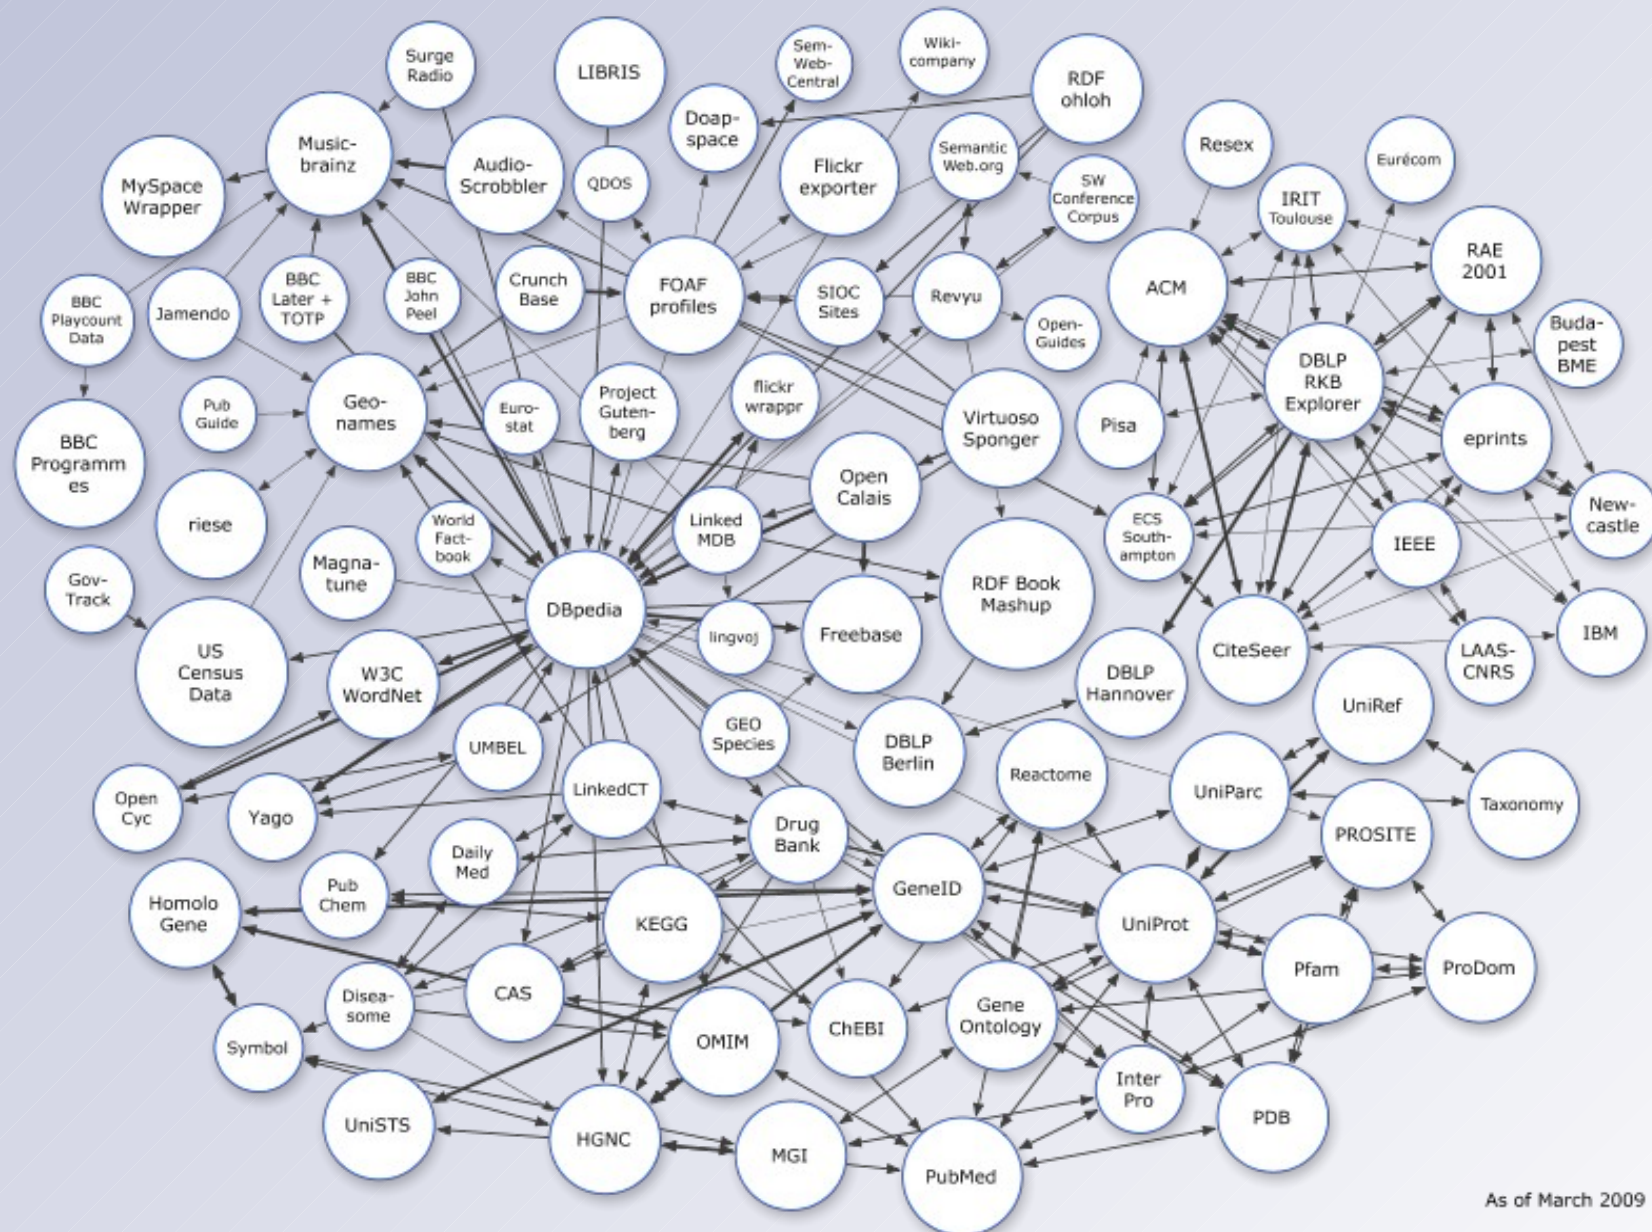 Surge
Radio
LIBRIS
Sem-
Web-
Central
Wiki-
company
RDF
ohloh
Doap-
space
Music-
brainz
Audio-
Scrobbler
MySpace
Wrapper
QDOS
Flickr
exporter
Semantic
Web.org
SW
Conference
Corpus
Resex
Eurécom
IRIT
Toulouse
RAE
2001
BBC
Playcount
Data
Jamendo
BBC
Later +
TOTP
BBC
John
Peel
Crunch
Base
FOAF
profiles
SIOC
Sites
Revyu
Open-
Guides
ACM
DBLP
RKB
Explorer
Buda-
pest
BME
Pub
Guide
Geo-
names
Euro-
stat
Project
Guten-
berg
flickr
wrappr
Virtuoso
Sponger
Pisa
eprints
BBC
Programm
es
riese
World
Fact-
book
Linked
MDB
Open
Calais
ECS
South-
ampton
IEEE
New-
castle
Gov-
Track
Magna-
tune
DBpedia
lingvoj
Freebase
RDF Book
Mashup
US
Census
Data
W3C
WordNet
CiteSeer
LAAS-
CNRS
IBM
DBLP
Hannover
UniRef
UMBEL
GEO
Species
DBLP
Berlin
Open
Cyc
Yago
LinkedCT
Reactome
UniParc
Taxonomy
Daily
Med
Drug
Bank
PROSITE
Homolo
Gene
Pub
Chem
KEGG
GeneID
UniProt
Pfam
ProDom
Disea-
some
CAS
OMIM
ChEBI
Gene
Ontology
Symbol
UniSTS
HGNC
MGI
PubMed
Inter
Pro
PDB
As of March 2009